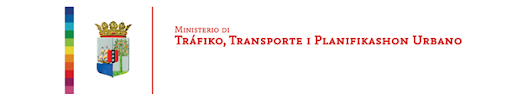 Ministerio di
Tráfiko, Transporte i Planifikashon Urbano